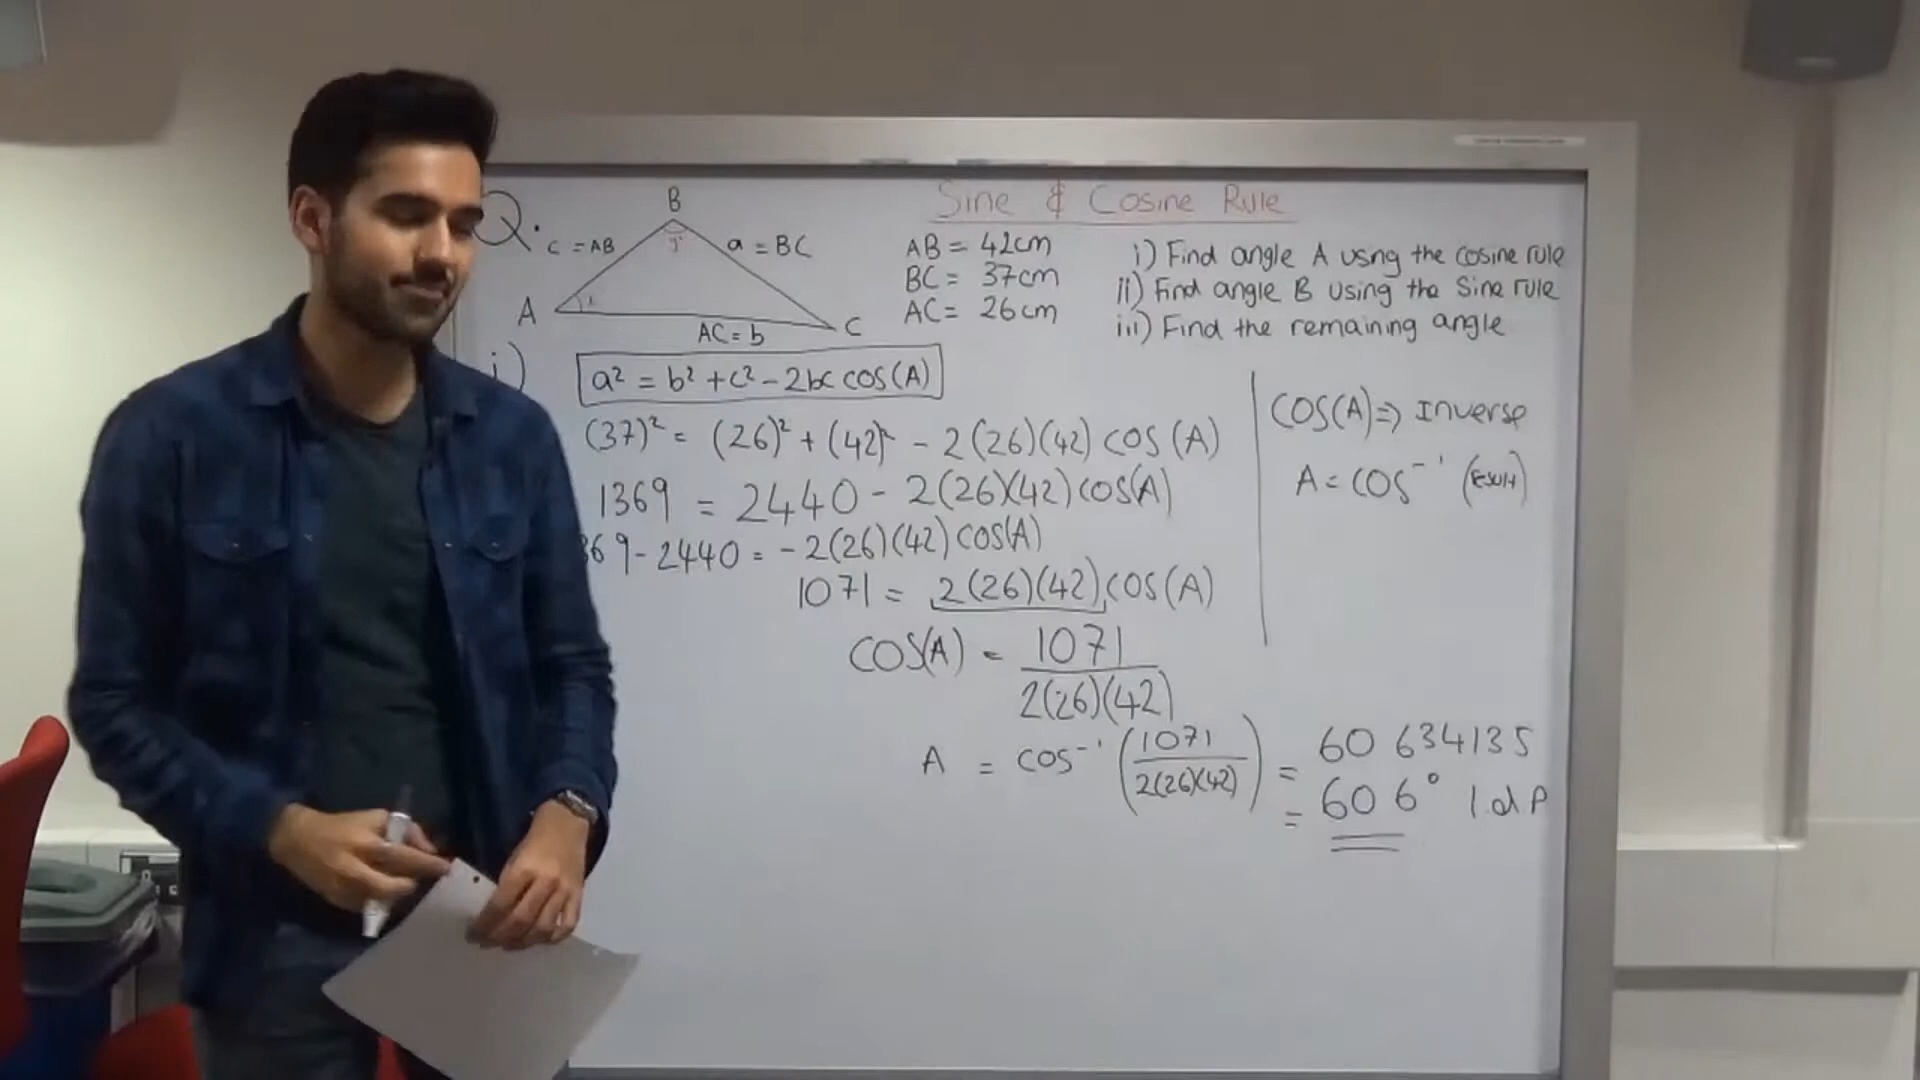 Sine & Cosine Rule
Q.
B
C = AB
a = BC
A
C
AC = b
AB = 42cm
BC = 37cm
AC = 26cm
i) Find angle A usng the cosine rule
ii) Find angle B using the Sine rule
iii) Find the remaining angle
i)
a² = b² + c² - 2bc cos(A)
(37)² = (26)² + (42)² - 2(26)(42) cos(A)
1369 = 2440 - 2(26)(42) cos(A)
69 - 2440 = -2(26)(42) cos(A)
1071 = 2(26)(42) cos(A)
cos(A) = 1071 / 2(26)(42)
A = cos⁻¹ (1071 / 2(26)(42)) = 60 634135
= 60 6° 1.d.P
cos(A) => Inverse
A = cos⁻¹